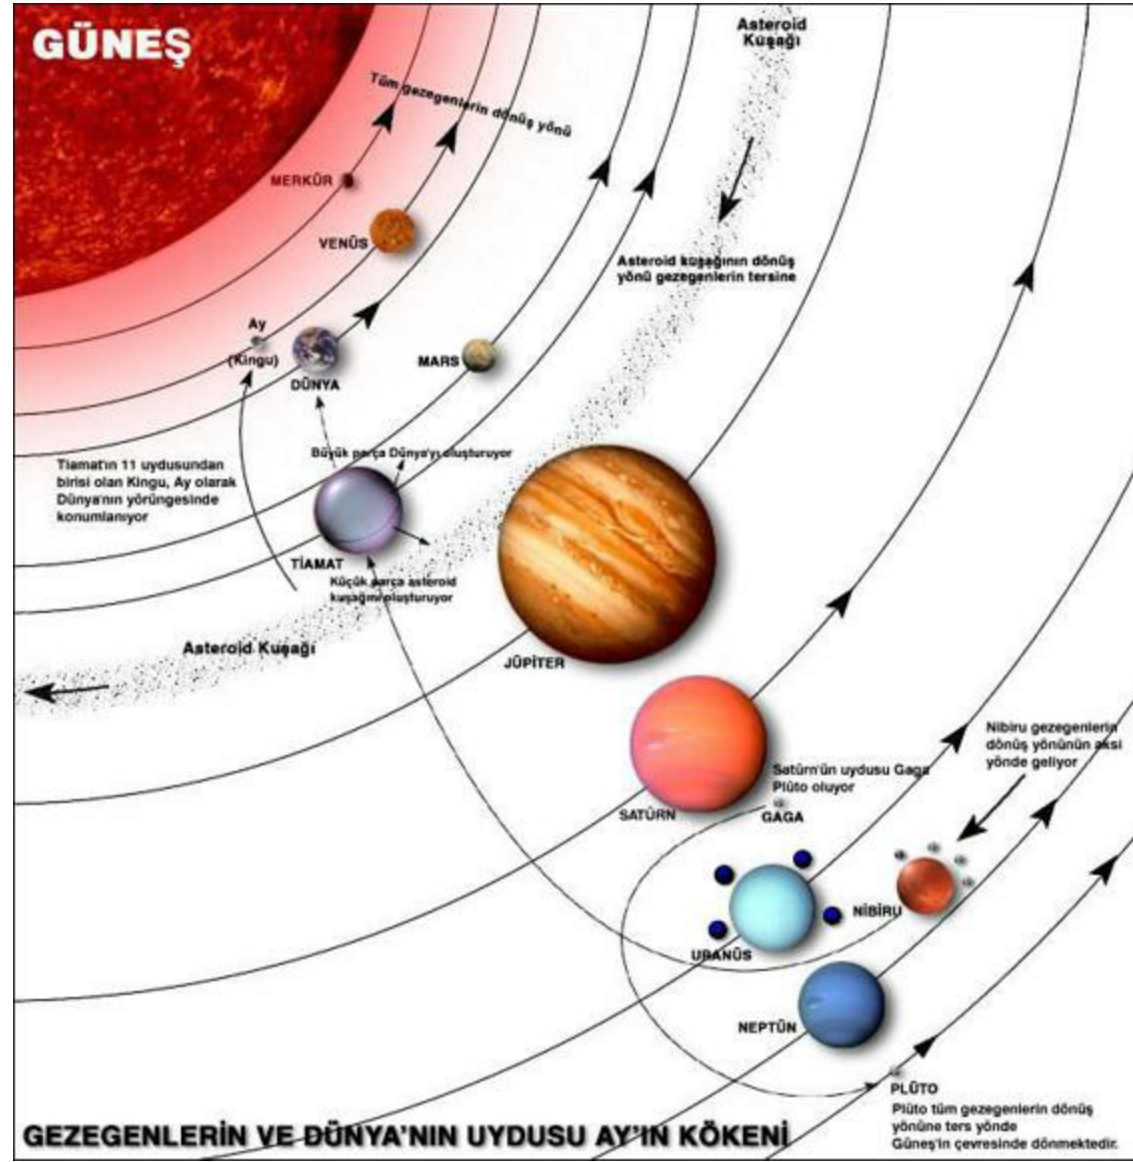 GÜNEŞ
Asteroid
Kuşağı
Tüm gezegenlerin dönüş yönü
MERKÜR
VENÜS
Asteroid kuşağının dönüş
yönü gezegenlerin tersine
Ay
(Kingu)
DÜNYA
MARS
Büyük parça Dünya'yı oluşturuyor
Tiamat'ın 11 uydusundan
birisi olan Kingu, Ay olarak
Dünya'nın yörüngesinde
konumlanıyor
TİAMAT
Küçük parça asteroid
kuşağını oluşturuyor
Asteroid Kuşağı
JÜPİTER
Nibiru gezegenlerin
dönüş yönünün aksi
yönde geliyor
Satürn'ün uydusu Gaga
Plüto oluyor
SATÜRN
GAGA
NİBİRU
URANÜS
NEPTÜN
PLÜTO
Plüto tüm gezegenlerin dönüş
yönüne ters yönde
Güneş'in çevresinde dönmektedir.
GEZEGENLERİN VE DÜNYA'NIN UYDUSU AY'IN KÖKENİ